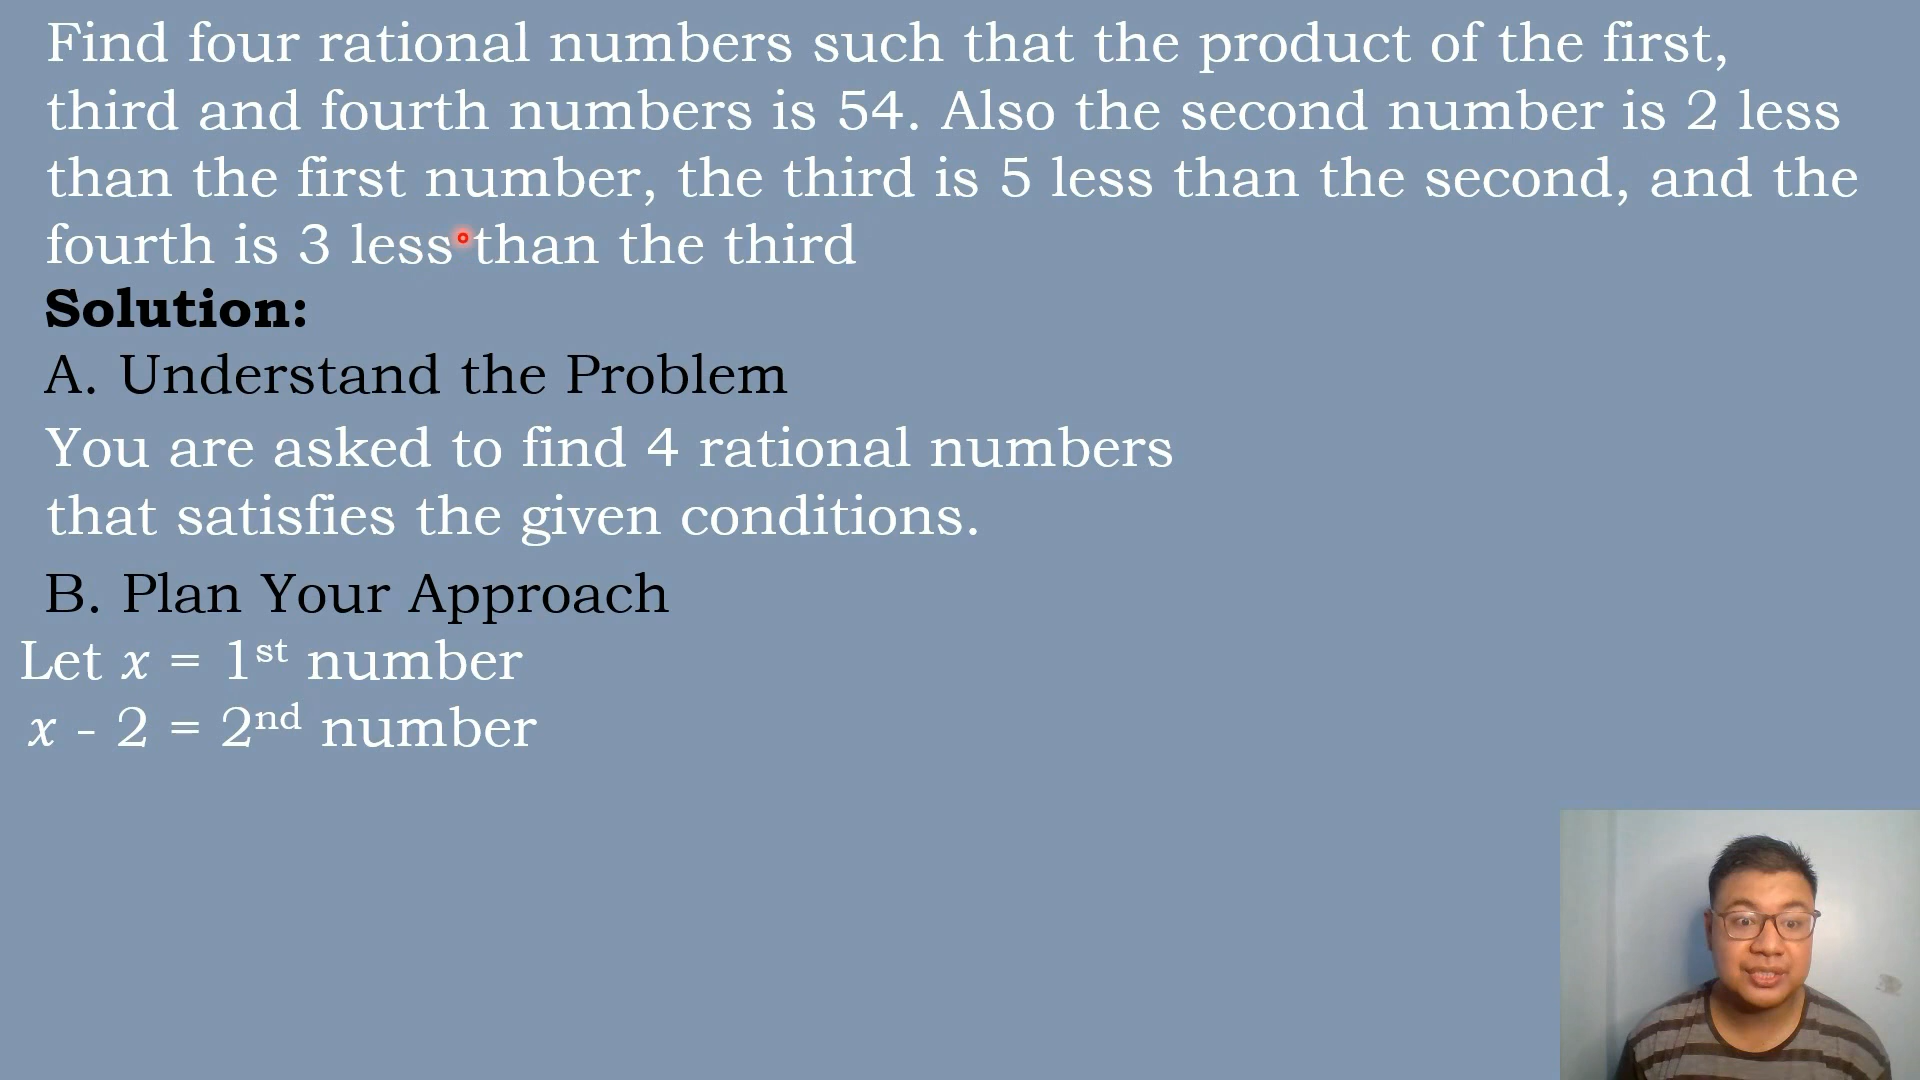 Find four rational numbers such that the product of the first,
third and fourth numbers is 54. Also the second number is 2 less
than the first number, the third is 5 less than the second, and the
fourth is 3 less than the third
Solution:
A. Understand the Problem
You are asked to find 4 rational numbers
that satisfies the given conditions.
B. Plan Your Approach
Let x = 1st number
x - 2 = 2nd number